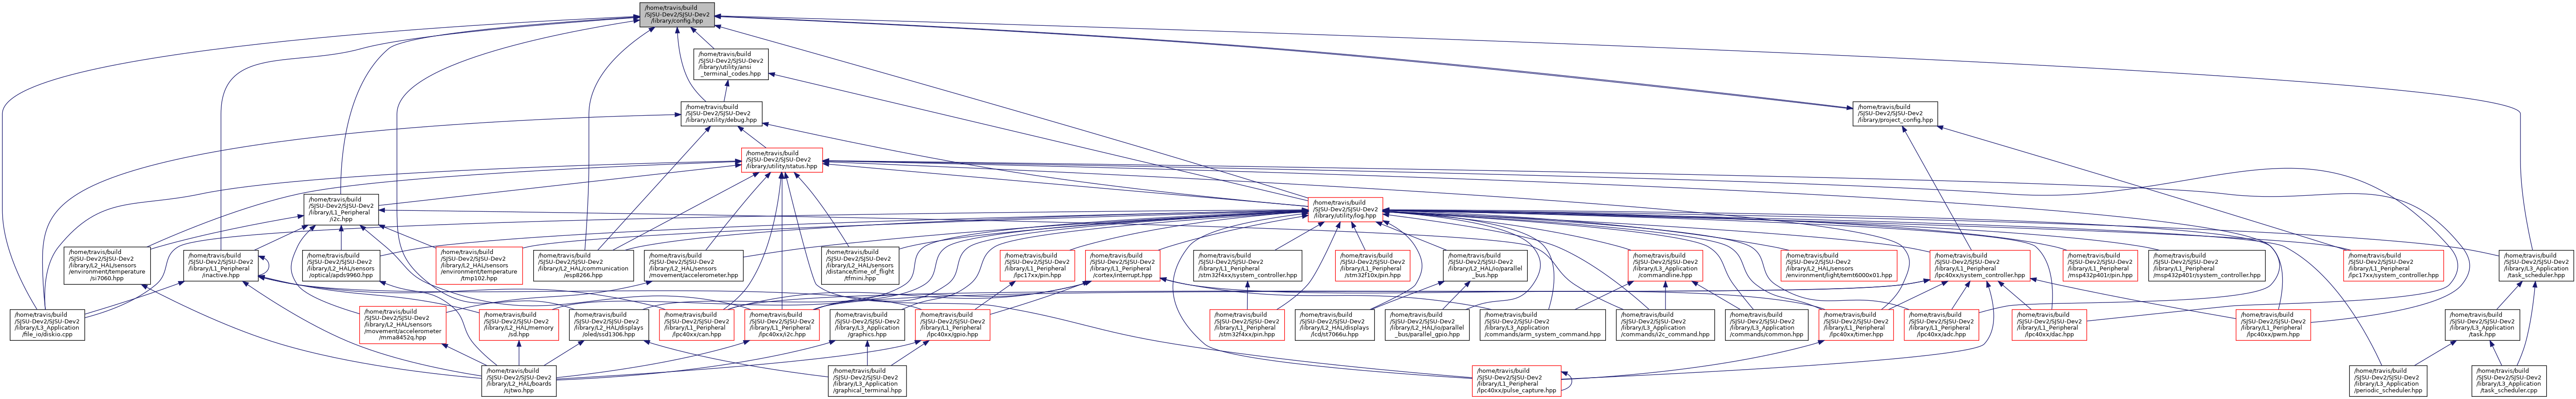 /home/travis/build
/SJSU-Dev2/SJSU-Dev2
/library/config.hpp
/home/travis/build
/SJSU-Dev2/SJSU-Dev2
/library/utility/ansi
_terminal_codes.hpp
/home/travis/build
/SJSU-Dev2/SJSU-Dev2
/library/utility/debug.hpp
/home/travis/build
/SJSU-Dev2/SJSU-Dev2
/library/project_config.hpp
/home/travis/build
/SJSU-Dev2/SJSU-Dev2
/library/utility/status.hpp
/home/travis/build
/SJSU-Dev2/SJSU-Dev2
/library/L1_Peripheral
/i2c.hpp
/home/travis/build
/SJSU-Dev2/SJSU-Dev2
/library/utility/log.hpp
/home/travis/build
/SJSU-Dev2/SJSU-Dev2
/library/L2_HAL/sensors
/environment/temperature
/si7060.hpp
/home/travis/build
/SJSU-Dev2/SJSU-Dev2
/library/L1_Peripheral
/inactive.hpp
/home/travis/build
/SJSU-Dev2/SJSU-Dev2
/library/L2_HAL/sensors
/optical/apds9960.hpp
/home/travis/build
/SJSU-Dev2/SJSU-Dev2
/library/L2_HAL/sensors
/environment/temperature
/tmp102.hpp
/home/travis/build
/SJSU-Dev2/SJSU-Dev2
/library/L2_HAL/communication
/esp8266.hpp
/home/travis/build
/SJSU-Dev2/SJSU-Dev2
/library/L2_HAL/sensors
/movement/accelerometer.hpp
/home/travis/build
/SJSU-Dev2/SJSU-Dev2
/library/L2_HAL/sensors
/distance/time_of_flight
/tfmini.hpp
/home/travis/build
/SJSU-Dev2/SJSU-Dev2
/library/L1_Peripheral
/lpc17xx/pin.hpp
/home/travis/build
/SJSU-Dev2/SJSU-Dev2
/library/L1_Peripheral
/cortex/interrupt.hpp
/home/travis/build
/SJSU-Dev2/SJSU-Dev2
/library/L1_Peripheral
/stm32f4xx/system_controller.hpp
/home/travis/build
/SJSU-Dev2/SJSU-Dev2
/library/L1_Peripheral
/stm32f10x/pin.hpp
/home/travis/build
/SJSU-Dev2/SJSU-Dev2
/library/L2_HAL/io/parallel
_bus.hpp
/home/travis/build
/SJSU-Dev2/SJSU-Dev2
/library/L3_Application
/commandline.hpp
/home/travis/build
/SJSU-Dev2/SJSU-Dev2
/library/L2_HAL/sensors
/environment/light/temt6000x01.hpp
/home/travis/build
/SJSU-Dev2/SJSU-Dev2
/library/L1_Peripheral
/lpc40xx/system_controller.hpp
/home/travis/build
/SJSU-Dev2/SJSU-Dev2
/library/L1_Peripheral
/msp432p401r/pin.hpp
/home/travis/build
/SJSU-Dev2/SJSU-Dev2
/library/L1_Peripheral
/msp432p401r/system_controller.hpp
/home/travis/build
/SJSU-Dev2/SJSU-Dev2
/library/L1_Peripheral
/lpc17xx/system_controller.hpp
/home/travis/build
/SJSU-Dev2/SJSU-Dev2
/library/L3_Application
/task_scheduler.hpp
/home/travis/build
/SJSU-Dev2/SJSU-Dev2
/library/L3_Application
/file_io/diskio.cpp
/home/travis/build
/SJSU-Dev2/SJSU-Dev2
/library/L2_HAL/sensors
/movement/accelerometer
/mma8452q.hpp
/home/travis/build
/SJSU-Dev2/SJSU-Dev2
/library/L2_HAL/memory
/sd.hpp
/home/travis/build
/SJSU-Dev2/SJSU-Dev2
/library/L2_HAL/displays
/oled/ssd1306.hpp
/home/travis/build
/SJSU-Dev2/SJSU-Dev2
/library/L1_Peripheral
/lpc40xx/can.hpp
/home/travis/build
/SJSU-Dev2/SJSU-Dev2
/library/L1_Peripheral
/lpc40xx/i2c.hpp
/home/travis/build
/SJSU-Dev2/SJSU-Dev2
/library/L3_Application
/graphics.hpp
/home/travis/build
/SJSU-Dev2/SJSU-Dev2
/library/L1_Peripheral
/lpc40xx/gpio.hpp
/home/travis/build
/SJSU-Dev2/SJSU-Dev2
/library/L1_Peripheral
/stm32f4xx/pin.hpp
/home/travis/build
/SJSU-Dev2/SJSU-Dev2
/library/L2_HAL/displays
/lcd/st7066u.hpp
/home/travis/build
/SJSU-Dev2/SJSU-Dev2
/library/L2_HAL/io/parallel
_bus/parallel_gpio.hpp
/home/travis/build
/SJSU-Dev2/SJSU-Dev2
/library/L3_Application
/commands/arm_system_command.hpp
/home/travis/build
/SJSU-Dev2/SJSU-Dev2
/library/L3_Application
/commands/i2c_command.hpp
/home/travis/build
/SJSU-Dev2/SJSU-Dev2
/library/L3_Application
/commands/common.hpp
/home/travis/build
/SJSU-Dev2/SJSU-Dev2
/library/L1_Peripheral
/lpc40xx/timer.hpp
/home/travis/build
/SJSU-Dev2/SJSU-Dev2
/library/L1_Peripheral
/lpc40xx/adc.hpp
/home/travis/build
/SJSU-Dev2/SJSU-Dev2
/library/L1_Peripheral
/lpc40xx/dac.hpp
/home/travis/build
/SJSU-Dev2/SJSU-Dev2
/library/L1_Peripheral
/lpc40xx/pwm.hpp
/home/travis/build
/SJSU-Dev2/SJSU-Dev2
/library/L3_Application
/task.hpp
/home/travis/build
/SJSU-Dev2/SJSU-Dev2
/library/L2_HAL/boards
/sjtwo.hpp
/home/travis/build
/SJSU-Dev2/SJSU-Dev2
/library/L3_Application
/graphical_terminal.hpp
/home/travis/build
/SJSU-Dev2/SJSU-Dev2
/library/L1_Peripheral
/lpc40xx/pulse_capture.hpp
/home/travis/build
/SJSU-Dev2/SJSU-Dev2
/library/L3_Application
/periodic_scheduler.hpp
/home/travis/build
/SJSU-Dev2/SJSU-Dev2
/library/L3_Application
/task_scheduler.cpp